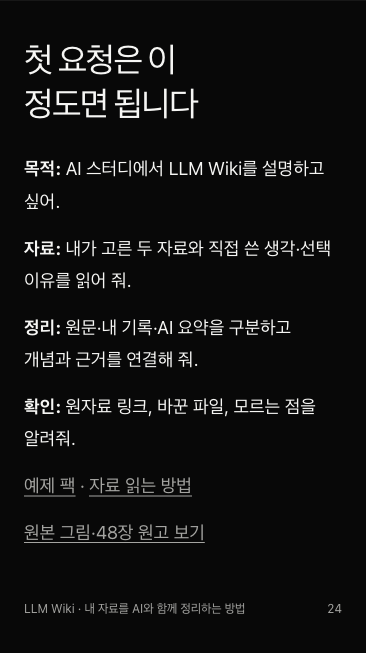 첫 요청은 이
정도면 됩니다
목적: AI 스터디에서 LLM Wiki를 설명하고
싶어.
자료: 내가 고른 두 자료와 직접 쓴 생각·선택
이유를 읽어 줘.
정리: 원문·내 기록·AI 요약을 구분하고
개념과 근거를 연결해 줘.
확인: 원자료 링크, 바꾼 파일, 모르는 점을
알려줘.
예제 팩 · 자료 읽는 방법
원본 그림·48장 원고 보기
LLM Wiki · 내 자료를 AI와 함께 정리하는 방법 24